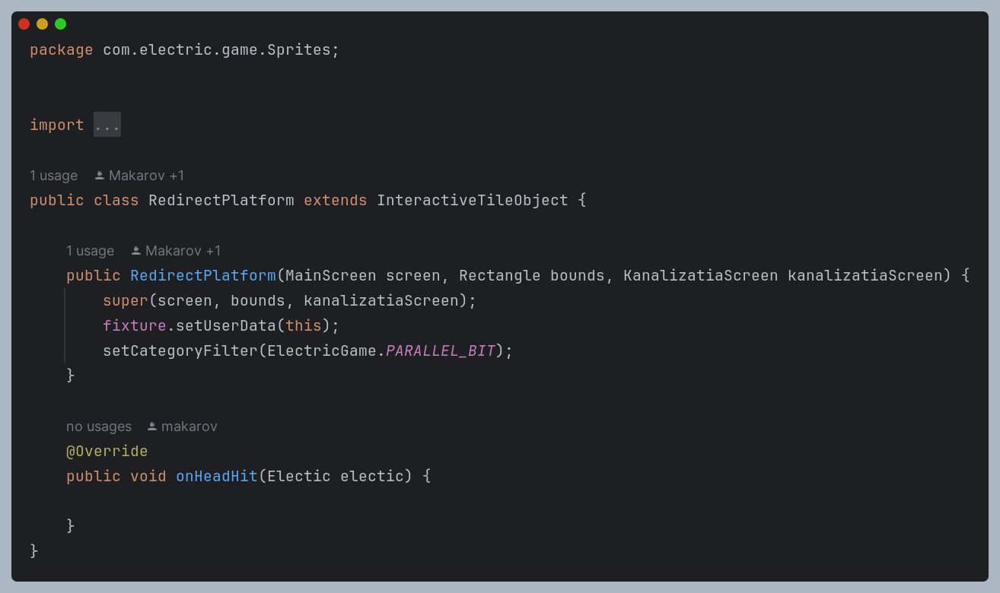 package com.electric.game.Sprites;
import ...
1 usage Makarov +1
public class RedirectPlatform extends InteractiveTileObject {
1 usage Makarov +1
public RedirectPlatform(MainScreen screen, Rectangle bounds, KanalizatiaScreen kanalizatiaScreen) {
super(screen, bounds, kanalizatiaScreen);
fixture.setUserData(this);
setCategoryFilter(ElectricGame.PARALLEL_BIT);
}
no usages makarov
@Override
public void onHeadHit(Electic electic) {
}
}